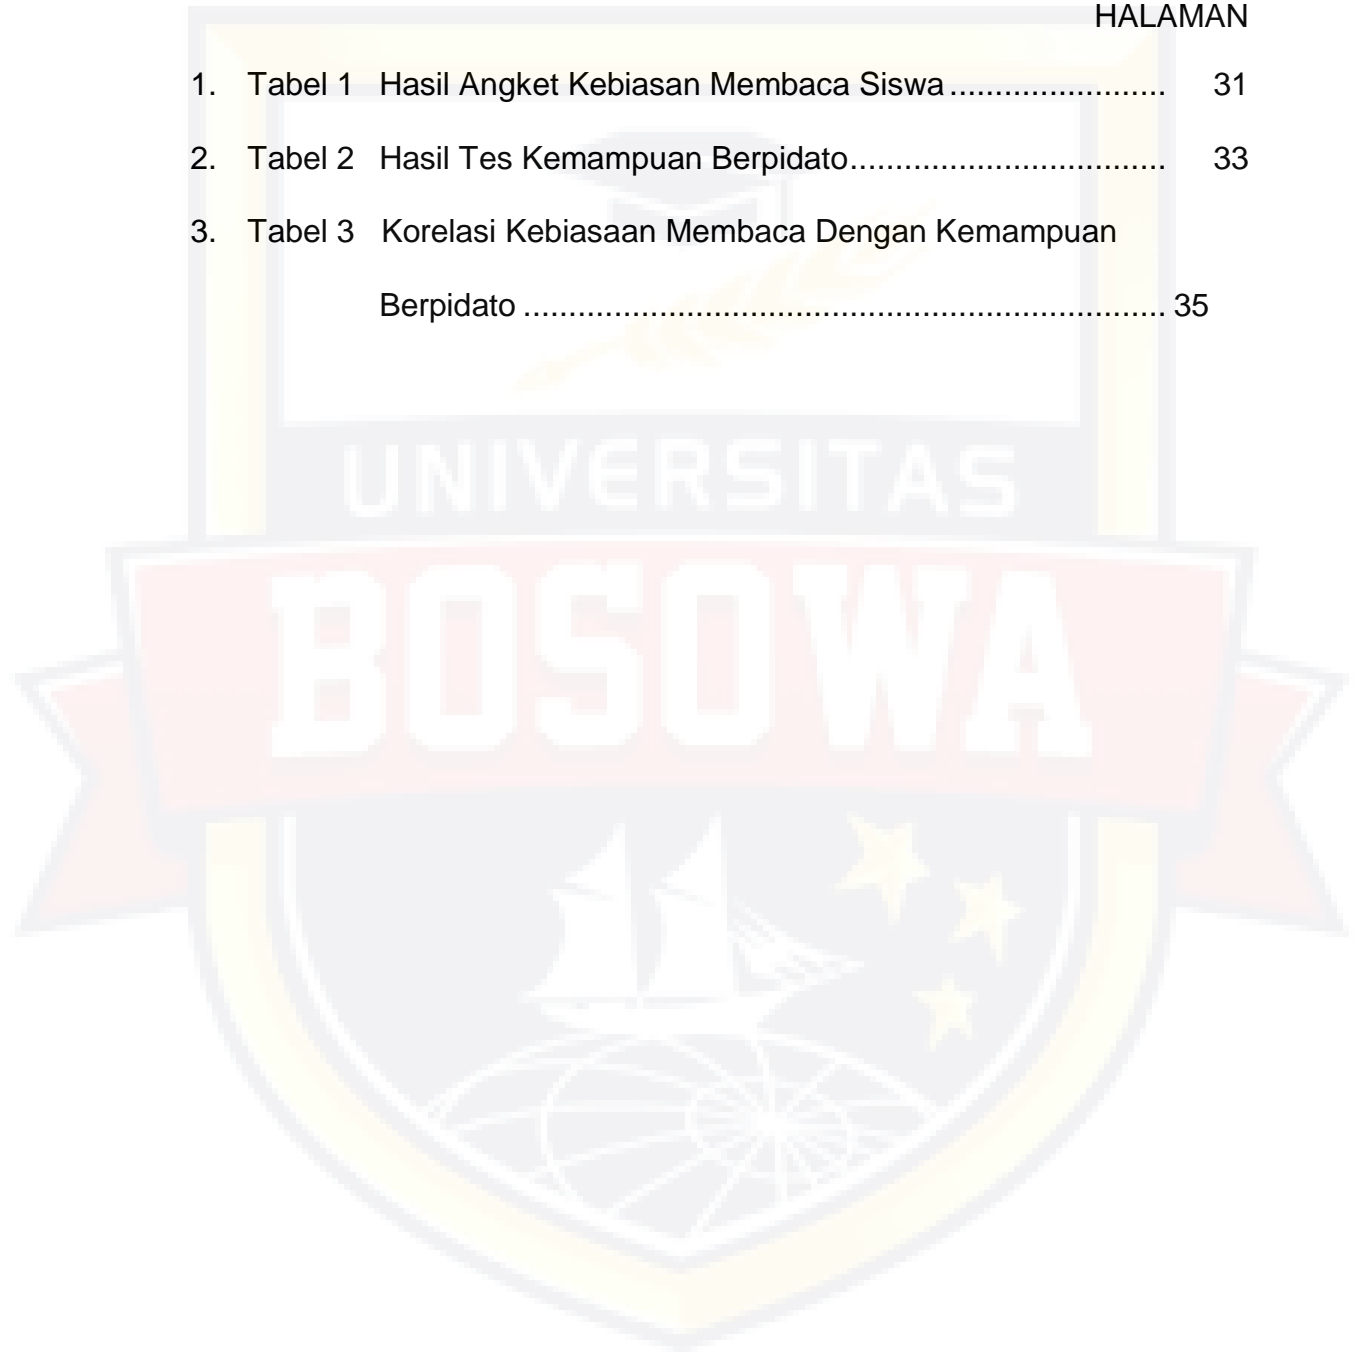 HALAMAN
1. Tabel 1 Hasil Angket Kebiasan Membaca Siswa........................ 31
2. Tabel 2 Hasil Tes Kemampuan Berpidato................................... 33
3. Tabel 3 Korelasi Kebiasaan Membaca Dengan Kemampuan
Berpidato ....................................................................... 35
UNIVERSITAS
BOSOWA